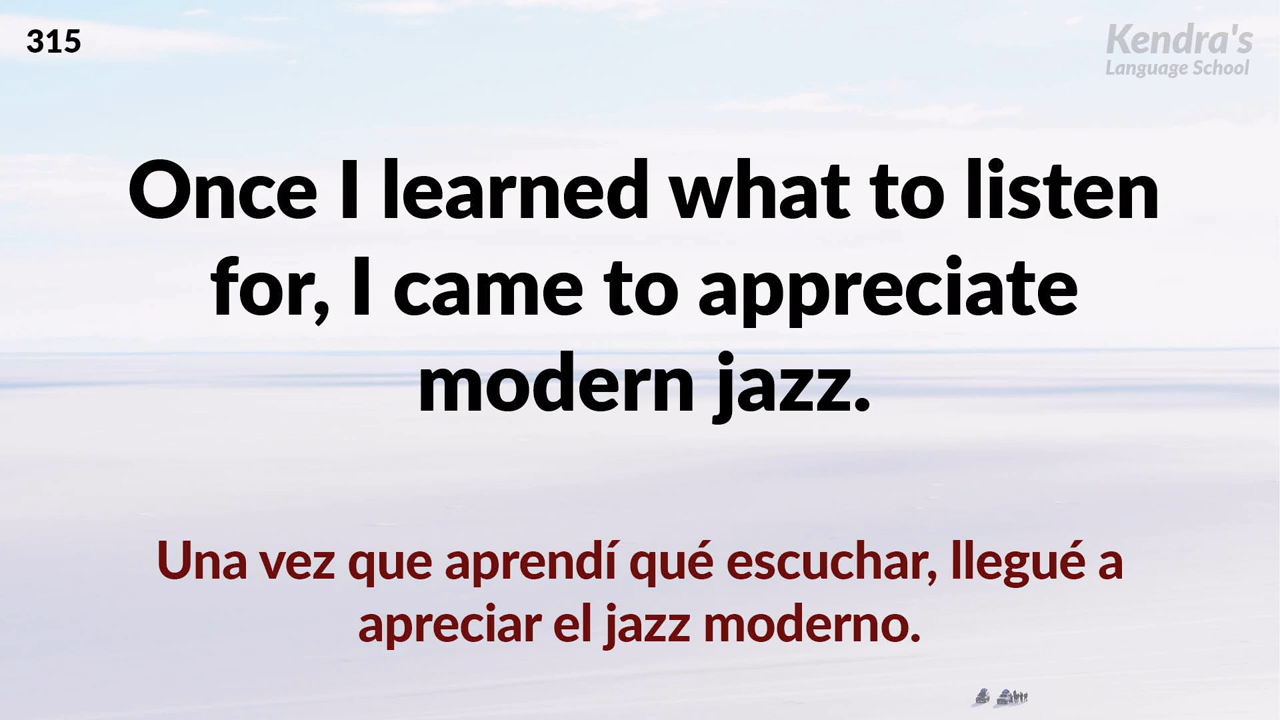 315
Kendra's
Language School
Once I learned what to listen
for, I came to appreciate
modern jazz.
Una vez que aprendí qué escuchar, llegué a
apreciar el jazz moderno.